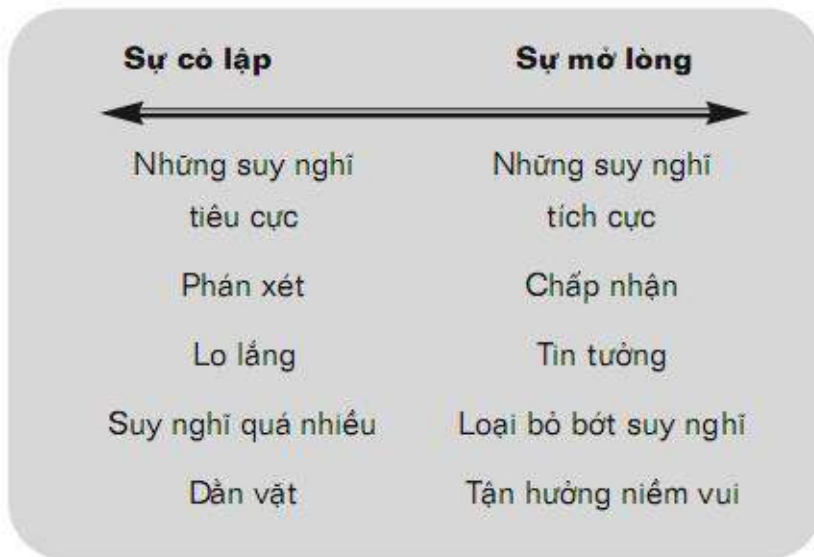 Sự cô lập Sự mở lòng
Những suy nghĩ Những suy nghĩ
tiêu cực tích cực
Phán xét Chấp nhận
Lo lắng Tin tưởng
Suy nghĩ quá nhiều Loại bỏ bớt suy nghĩ
Dằn vặt Tận hưởng niềm vui